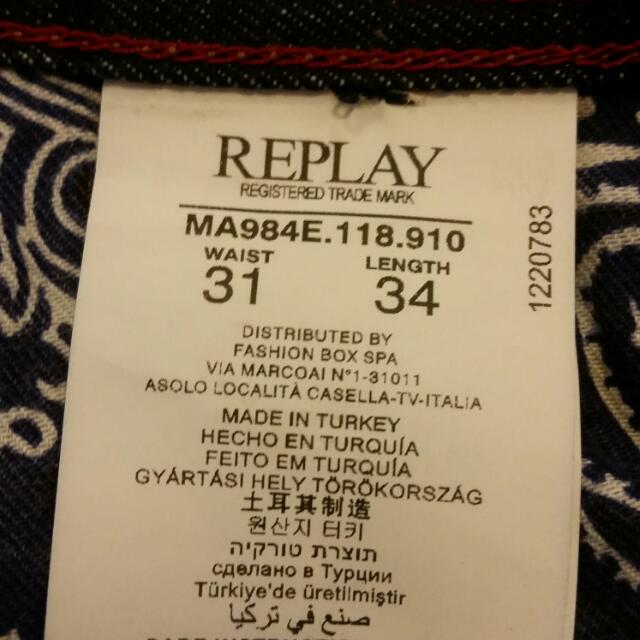 REPLAY
REGISTERED TRADE MARK
MA984E.118.910
WAIST LENGTH
31 34
1220783
DISTRIBUTED BY
FASHION BOX SPA
VIA MARCOAI N°1-31011
ASOLO LOCALITÀ CASELLA-TV-ITALIA
MADE IN TURKEY
HECHO EN TURQUÍA
FEITO EM TURQUÍA
GYÁRTÁSI HELY TÖRÖKORSZÁG
土耳其制造
원산지 터키
תוצרת טורקיה
сделано в Турции
Türkiye'de üretilmiştir
صنع في تركيا